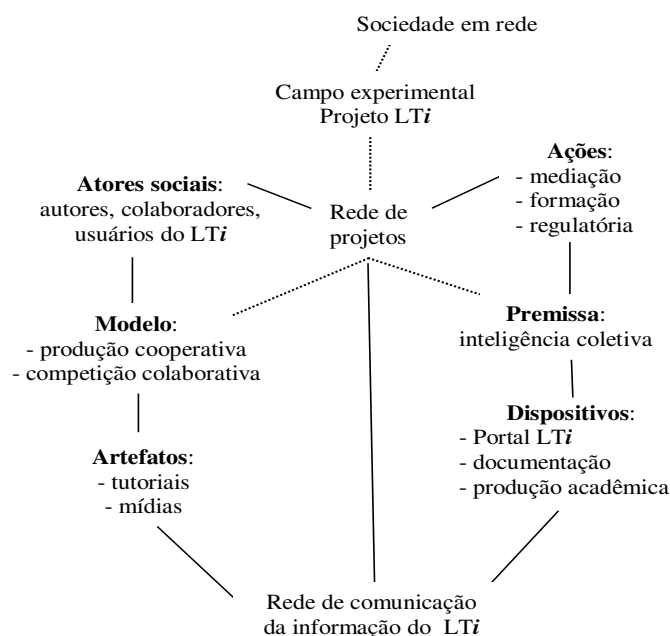 Sociedade em rede
Campo experimental
Projeto LTi
Atores sociais:
autores, colaboradores,
usuários do LTi
Rede de
projetos
Ações:
- mediação
- formação
- regulatória
Modelo:
- produção cooperativa
- competição colaborativa
Premissa:
inteligência coletiva
Artefatos:
- tutoriais
- mídias
Dispositivos:
- Portal LTi
- documentação
- produção acadêmica
Rede de comunicação
da informação do LTi